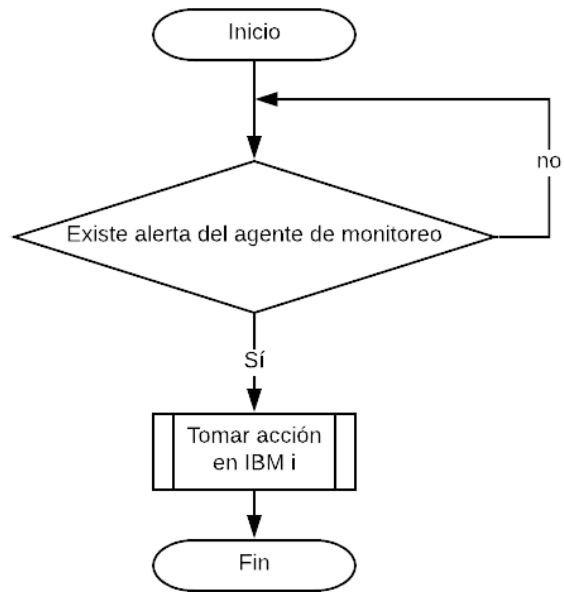 Inicio
no
Existe alerta del agente de monitoreo
Sí
Tomar acción
en IBM i
Fin